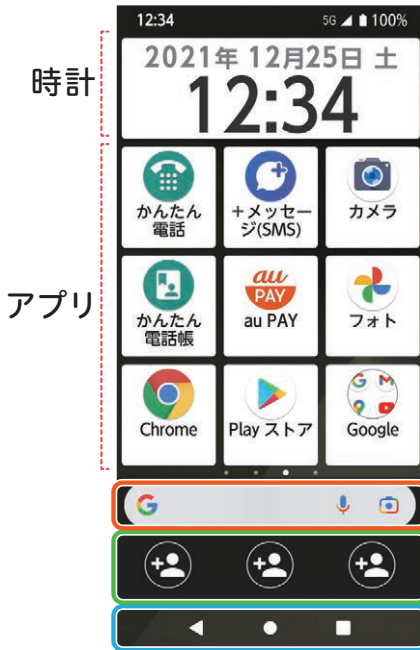 12:34 5G 100%
時計
2021年 12月25日 土
12:34
アプリ
かんたん
電話
+メッセー
ジ(SMS)
カメラ
かんたん
電話帳
au
PAY
au PAY
フォト
Chrome
Play ストア
G M
Google
G